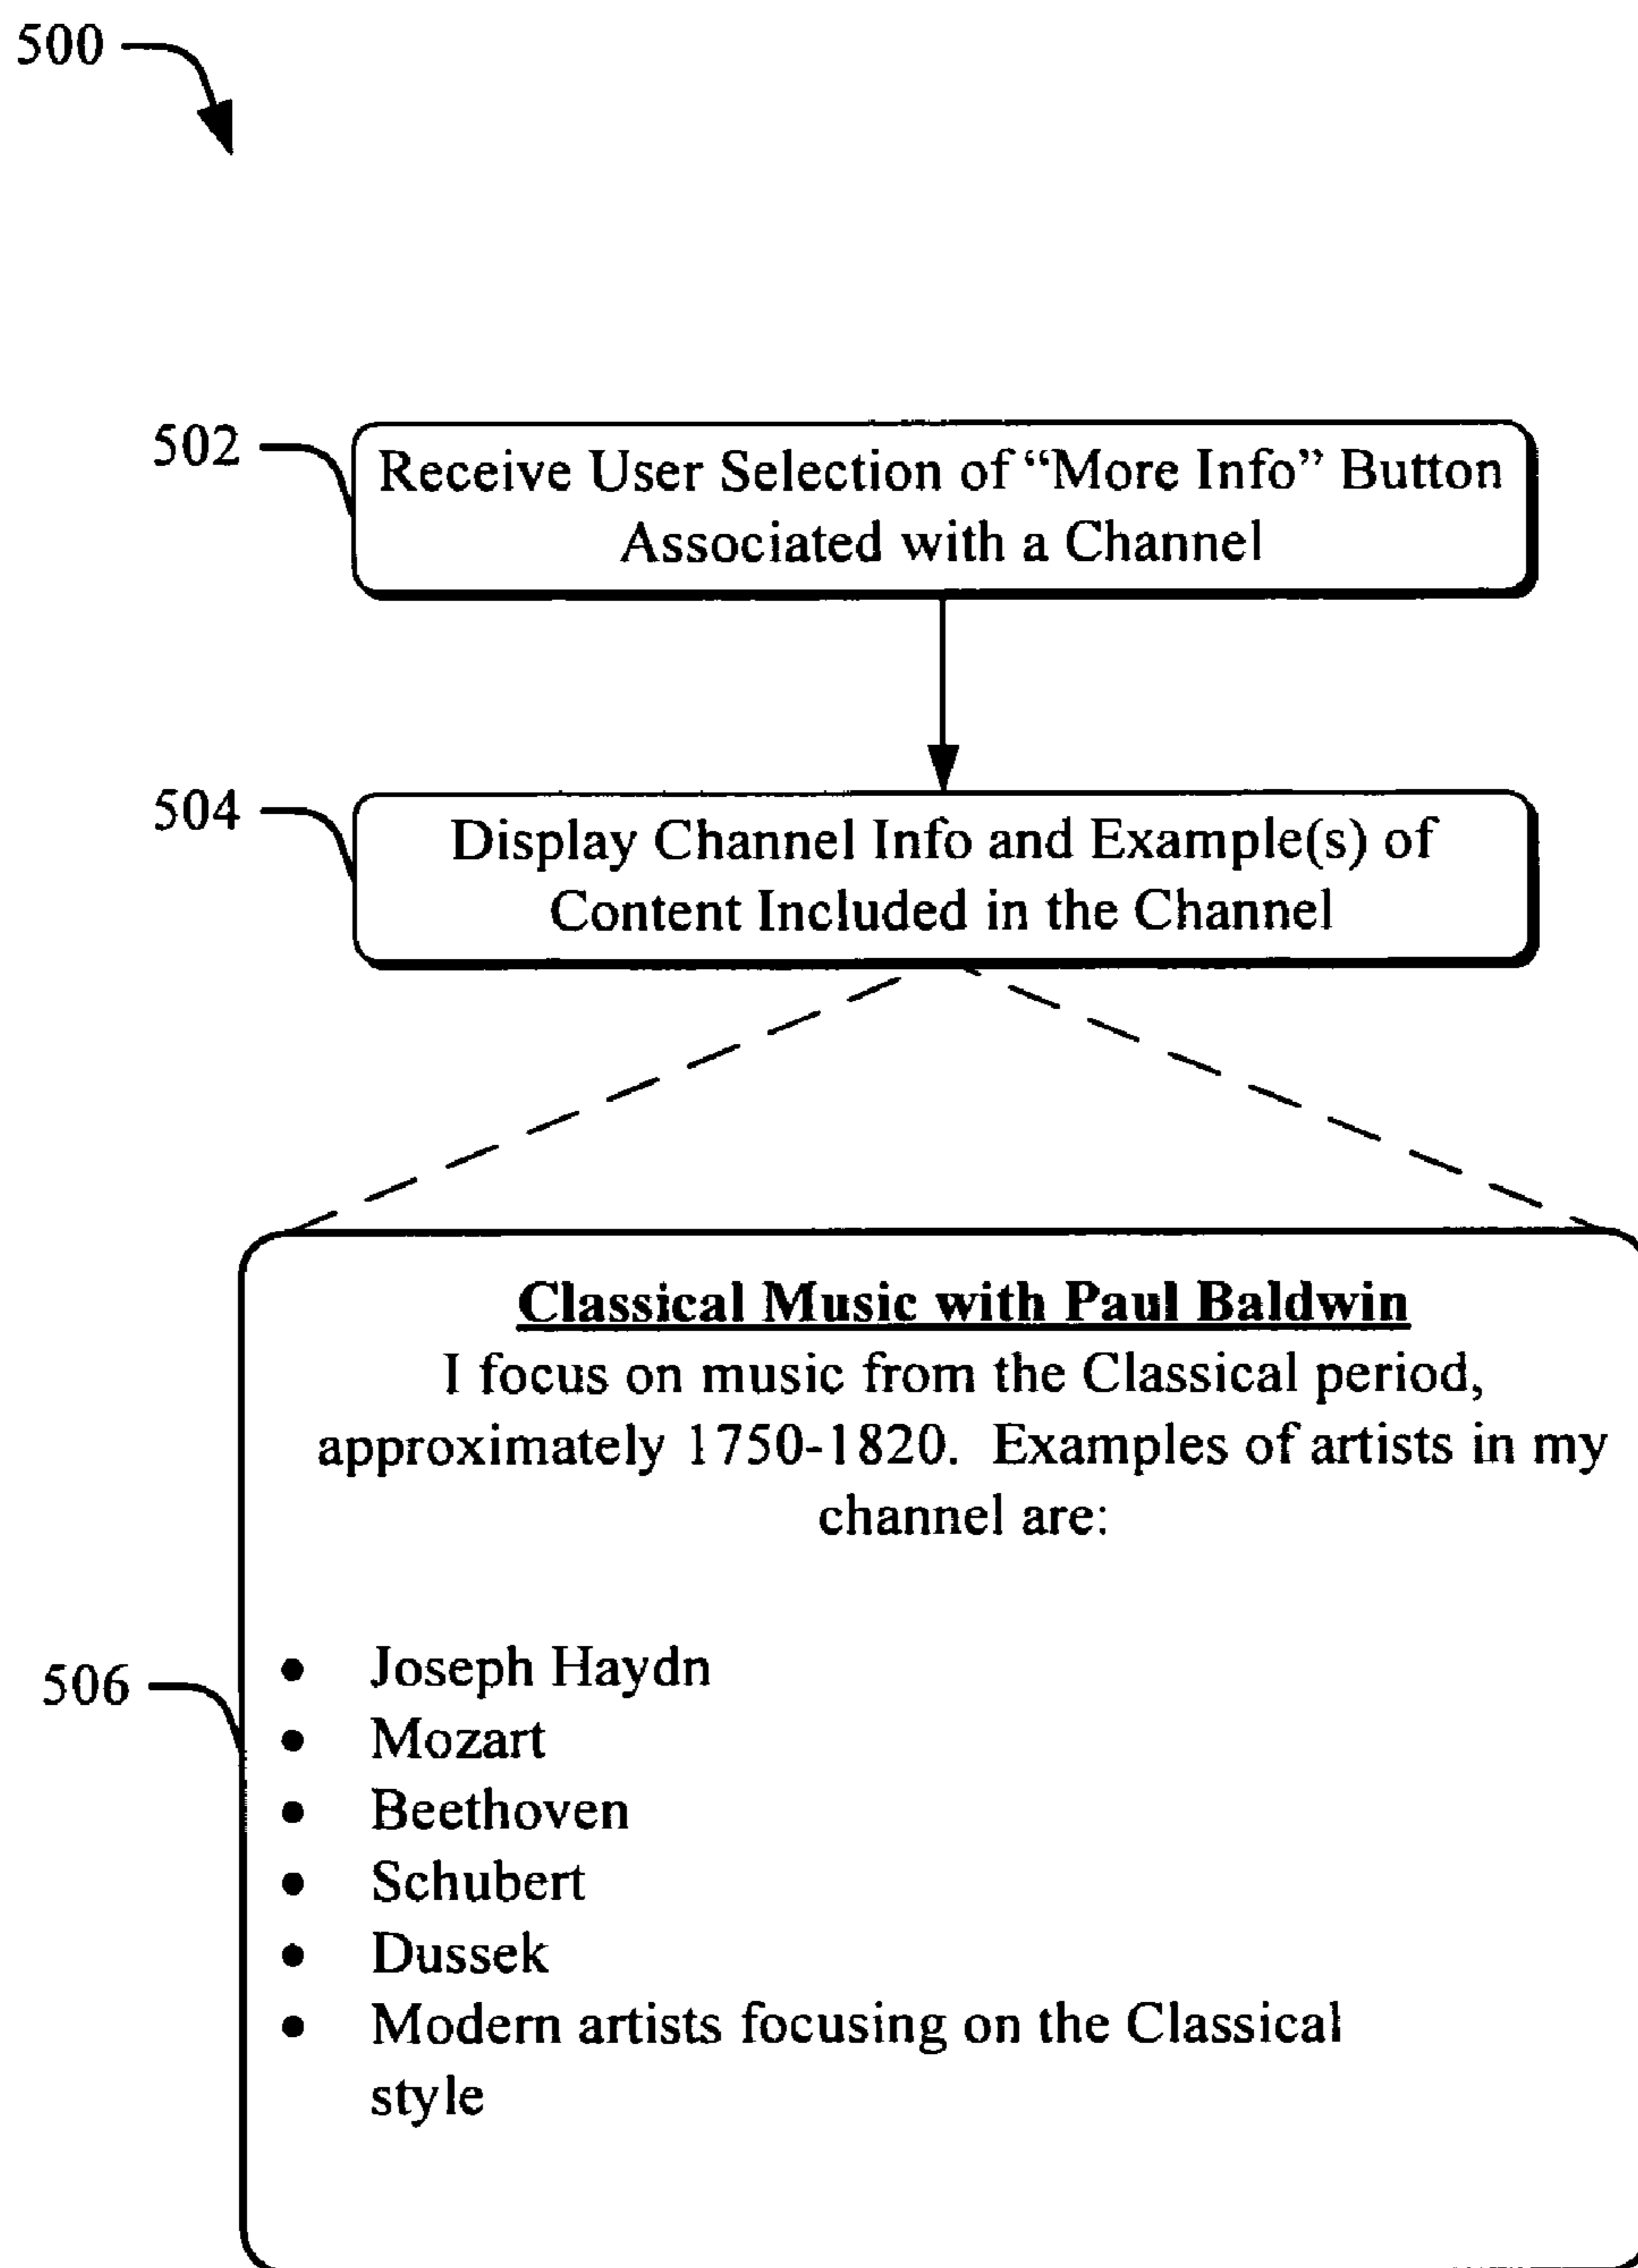 500
502
Receive User Selection of “More Info” Button
Associated with a Channel
504
Display Channel Info and Example(s) of
Content Included in the Channel
Classical Music with Paul Baldwin
I focus on music from the Classical period,
approximately 1750-1820. Examples of artists in my
channel are:
506
• Joseph Haydn
• Mozart
• Beethoven
• Schubert
• Dussek
• Modern artists focusing on the Classical
style